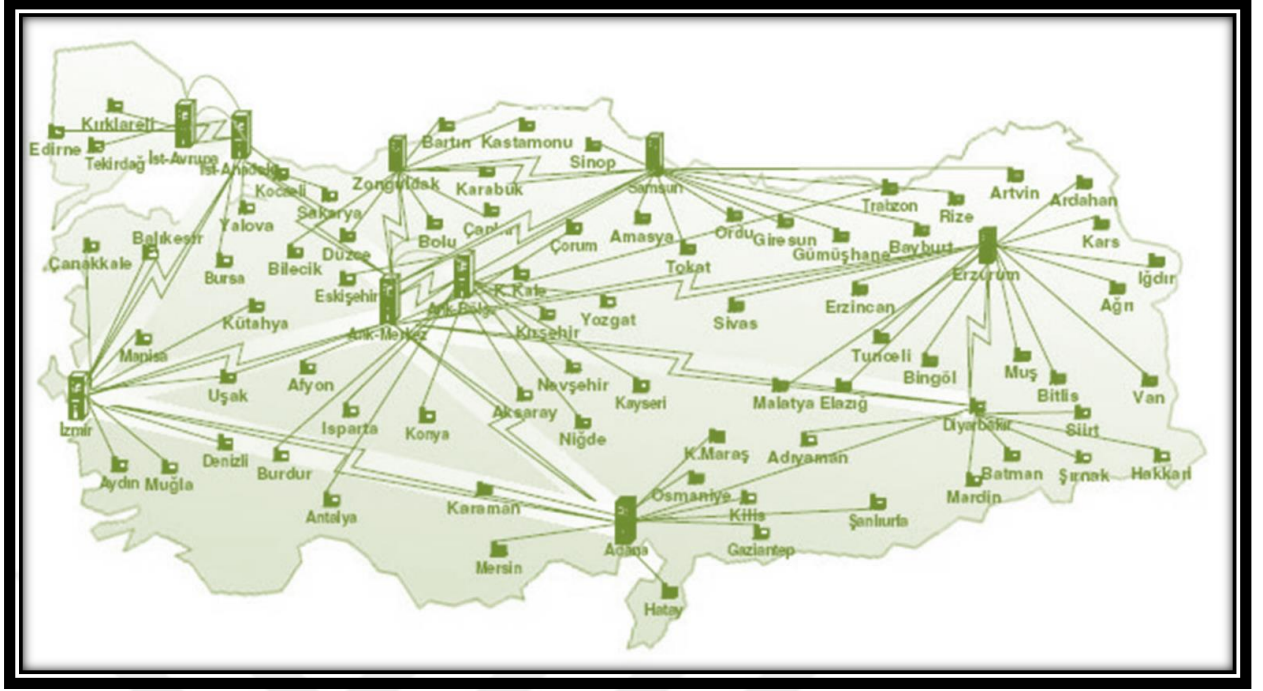 Kırklareli
Edirne
Tekirdağ
İst-Avrupa
İst-Anadolu
Kocaeli
Sakarya
Yalova
Bartın
Kastamonu
Zonguldak
Karabük
Sinop
Samsun
Artvin
Ardahan
Trabzon
Rize
Kars
Çanakkale
Balıkesir
Bursa
Bilecik
Düzce
Bolu
Çankırı
Çorum
Amasya
Ordu
Giresun
Gümüşhane
Bayburt
Tokat
Erzurum
Iğdır
Ağrı
Eskişehir
K.Kale
Ank-Bölge
Ank-Merkez
Kütahya
Kırşehir
Yozgat
Sivas
Erzincan
Manisa
Uşak
Afyon
Nevşehir
Kayseri
Aksaray
Tunceli
Bingöl
Muş
Bitlis
Van
Malatya
Elazığ
İzmir
Isparta
Konya
Niğde
Diyarbakır
Siirt
Denizli
Burdur
K.Maraş
Adıyaman
Batman
Şırnak
Hakkari
Aydın
Muğla
Osmaniye
Mardin
Antalya
Karaman
Kilis
Şanlıurfa
Mersin
Adana
Gaziantep
Hatay